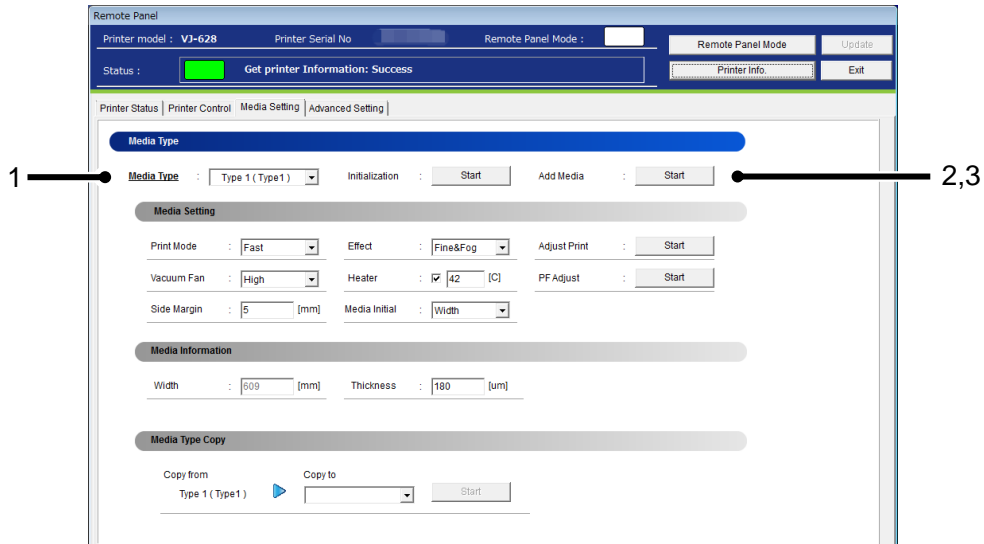 Remote Panel
Printer model : VJ-628 Printer Serial No Remote Panel Mode : Remote Panel Mode Update
Status : Get printer Information: Success Printer Info. Exit
Printer Status Printer Control Media Setting Advanced Setting
Media Type
1 Media Type : Type 1 ( Type1 ) Initialization : Start Add Media : Start 2,3
Media Setting
Print Mode : Fast Effect : Fine&Fog Adjust Print : Start
Vacuum Fan : High Heater : 42 [C] PF Adjust : Start
Side Margin : 5 [mm] Media Initial : Width
Media Information
Width : 609 [mm] Thickness : 180 [um]
Media Type Copy
Copy from Copy to
Type 1 ( Type1 ) Start